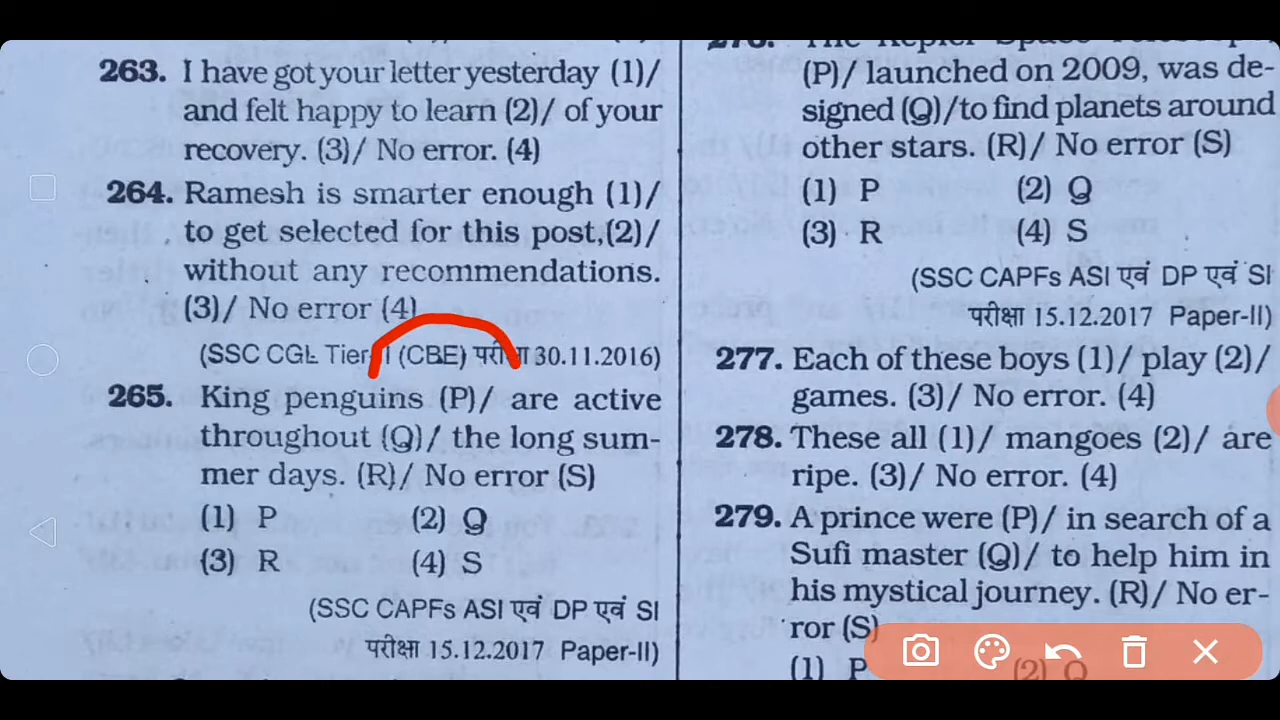 263. I have got your letter yesterday (1)/
and felt happy to learn (2)/ of your
recovery. (3)/ No error. (4)
264. Ramesh is smarter enough (1)/
to get selected for this post,(2)/
without any recommendations.
(3)/ No error (4)
(SSC CGL Tier-I (CBE) परीक्षा 30.11.2016)
265. King penguins (P)/ are active
throughout (Q)/ the long sum-
mer days. (R)/ No error (S)
(1) P (2) Q
(3) R (4) S
(SSC CAPFs ASI एवं DP एवं SI
परीक्षा 15.12.2017 Paper-II)
276. The Kepler Space
(P)/ launched on 2009, was de-
signed (Q)/to find planets around
other stars. (R)/ No error (S)
(1) P (2) Q
(3) R (4) S
(SSC CAPFs ASI एवं DP एवं SI
परीक्षा 15.12.2017 Paper-II)
277. Each of these boys (1)/ play (2)/
games. (3)/ No error. (4)
278. These all (1)/ mangoes (2)/ are
ripe. (3)/ No error. (4)
279. A prince were (P)/ in search of a
Sufi master (Q)/ to help him in
his mystical journey. (R)/ No er-
ror (S)
(1) P (2) Q